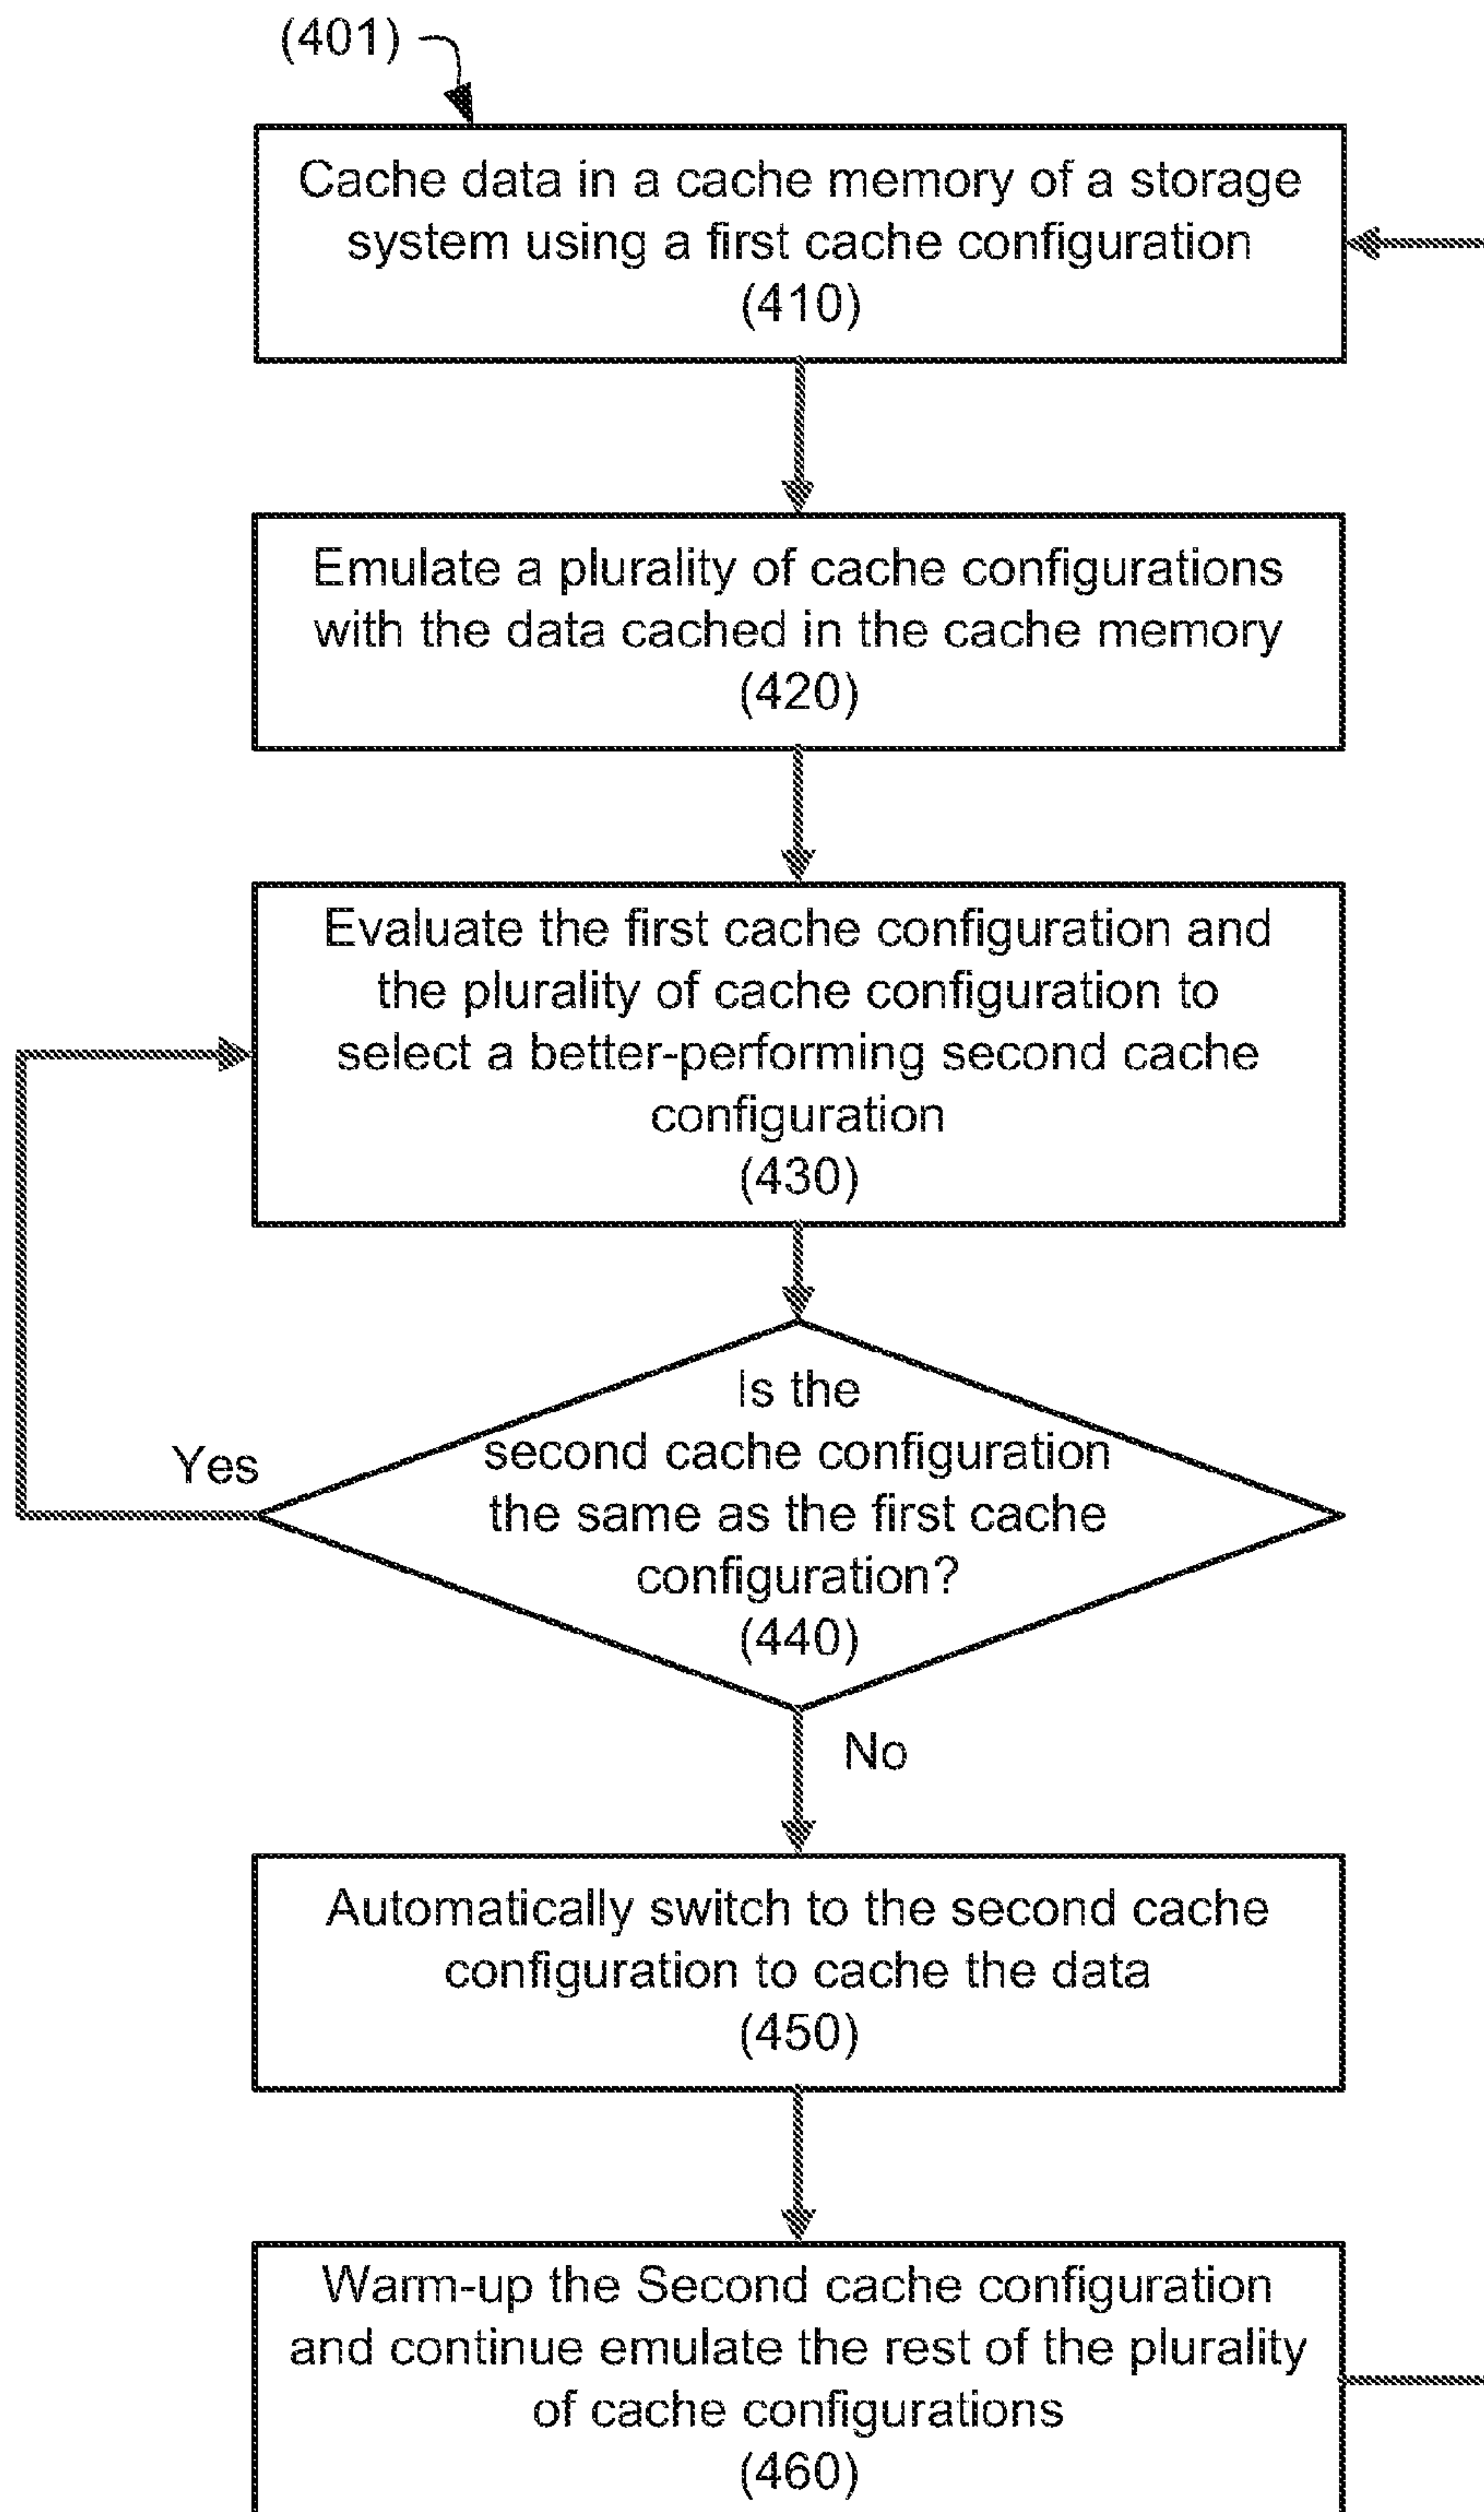 (401)
Cache data in a cache memory of a storage
system using a first cache configuration
(410)
Emulate a plurality of cache configurations
with the data cached in the cache memory
(420)
Evaluate the first cache configuration and
the plurality of cache configuration to
select a better-performing second cache
configuration
(430)
Is the
second cache configuration
the same as the first cache
configuration?
(440)
Yes
No
Automatically switch to the second cache
configuration to cache the data
(450)
Warm-up the Second cache configuration
and continue emulate the rest of the plurality
of cache configurations
(460)